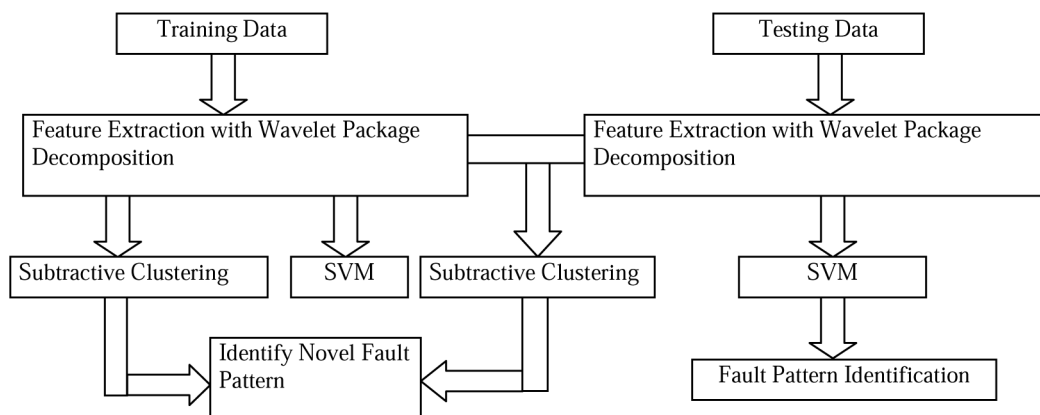 Training Data
Testing Data
Feature Extraction with Wavelet Package
Decomposition
Feature Extraction with Wavelet Package
Decomposition
Subtractive Clustering
SVM
Subtractive Clustering
SVM
Identify Novel Fault
Pattern
Fault Pattern Identification